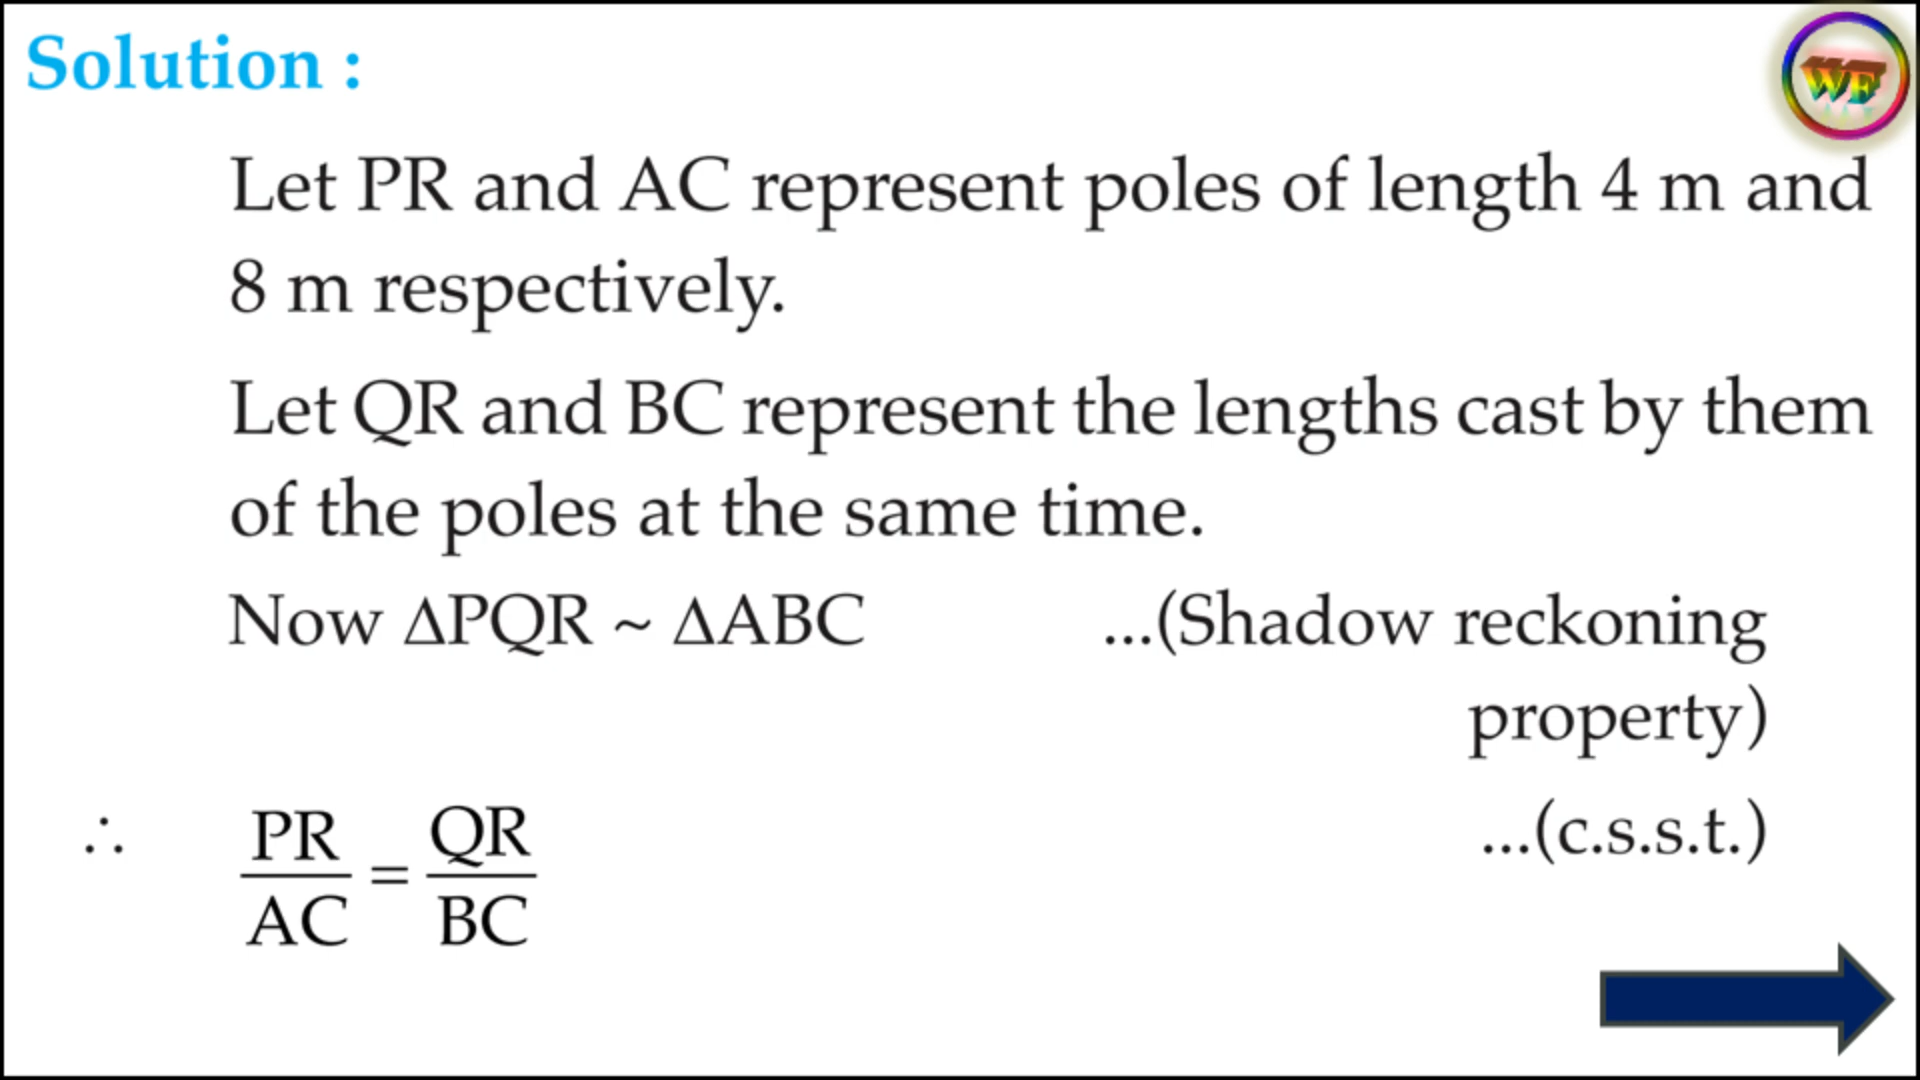 Solution :
WF
Let PR and AC represent poles of length 4 m and
8 m respectively.
Let QR and BC represent the lengths cast by them
of the poles at the same time.
Now ΔPQR ~ ΔABC ...(Shadow reckoning
property)
∴ PR/AC = QR/BC ...(c.s.s.t.)